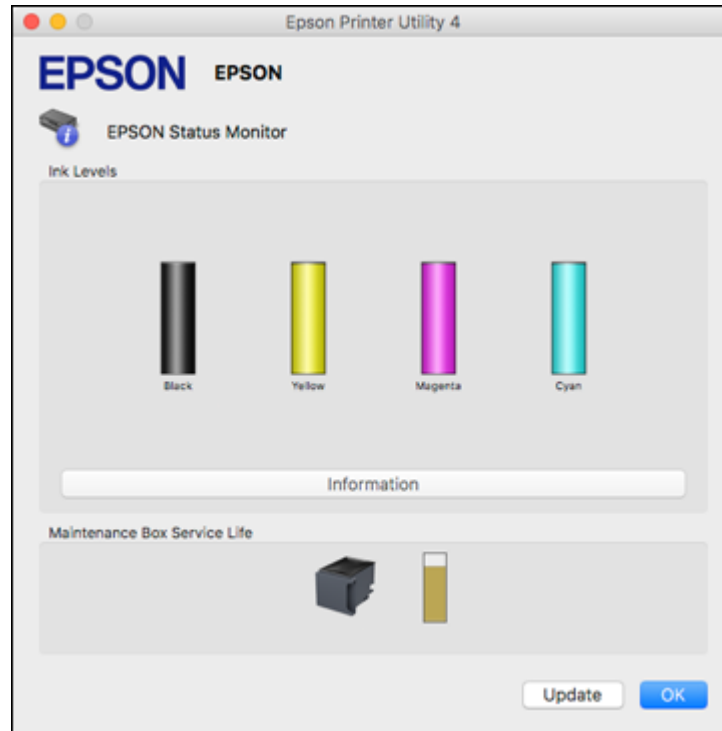 Epson Printer Utility 4
EPSON EPSON
EPSON Status Monitor
Ink Levels
Black Yellow Magenta Cyan
Information
Maintenance Box Service Life
Update OK